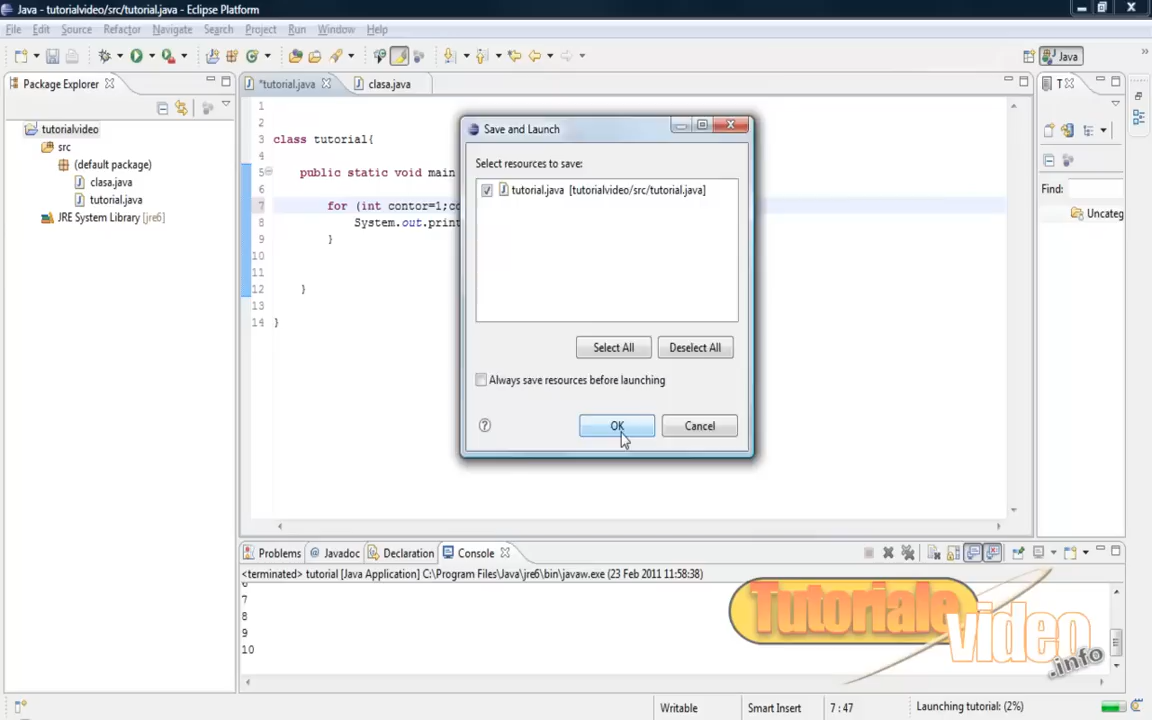 Java - tutorialvideo/src/tutorial.java - Eclipse Platform
File Edit Source Refactor Navigate Search Project Run Window Help
Java
Package Explorer
*tutorial.java
clasa.java
tutorialvideo
src
(default package)
clasa.java
tutorial.java
JRE System Library [jre6]
1
2
3 class tutorial{
4
5 public static void main
6
7 for (int contor=1;co
8 System.out.print
9 }
10
11
12 }
13
14 }
Save and Launch
Select resources to save:
tutorial.java [tutorialvideo/src/tutorial.java]
Select All Deselect All
Always save resources before launching
OK Cancel
T
Find:
Uncateg
Problems @ Javadoc Declaration Console
<terminated> tutorial [Java Application] C:\Program Files\Java\jre6\bin\javaw.exe (23 Feb 2011 11:58:38)
7
8
9
10
Tutoriale
video
.info
Writable Smart Insert 7 : 47 Launching tutorial: (2%)